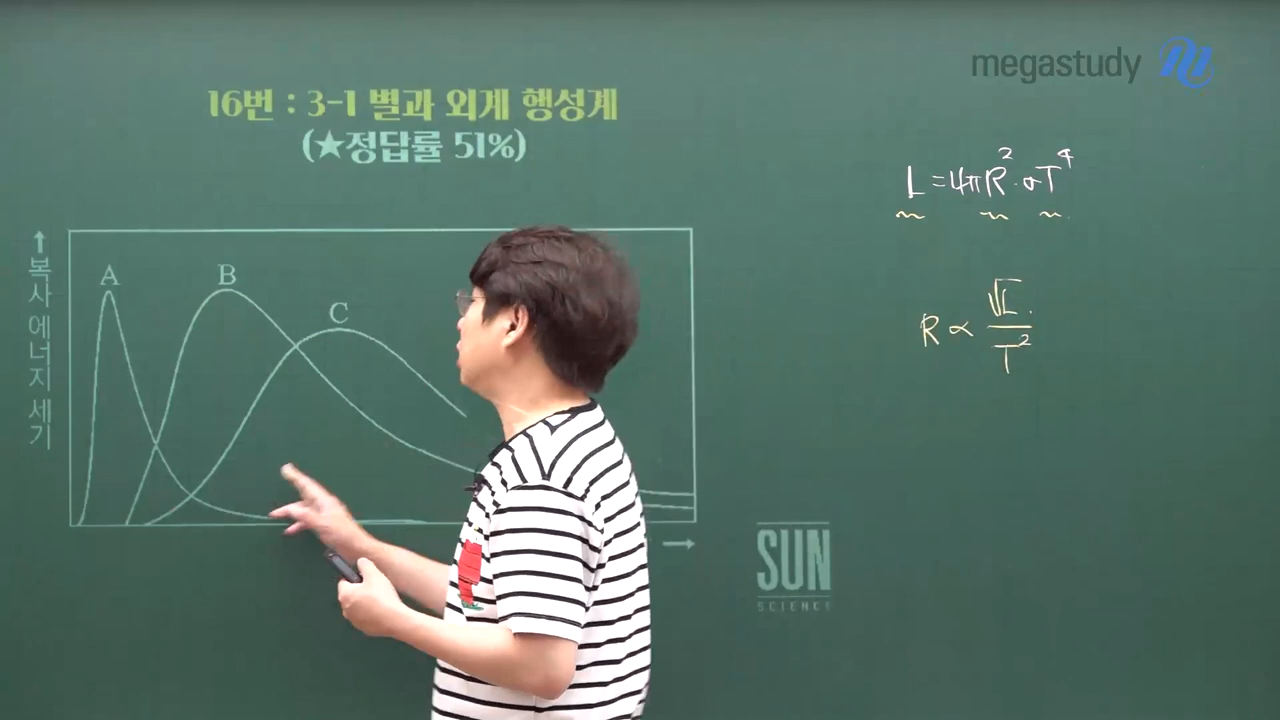 megastudy
16번 : 3-1 별과 외계 행성계
(★정답률 51%)
L=4πR²·σT⁴
↑복사 에너지 세기
A
B
C
R ∝ √L / T²
→
SUN
SCIENCE